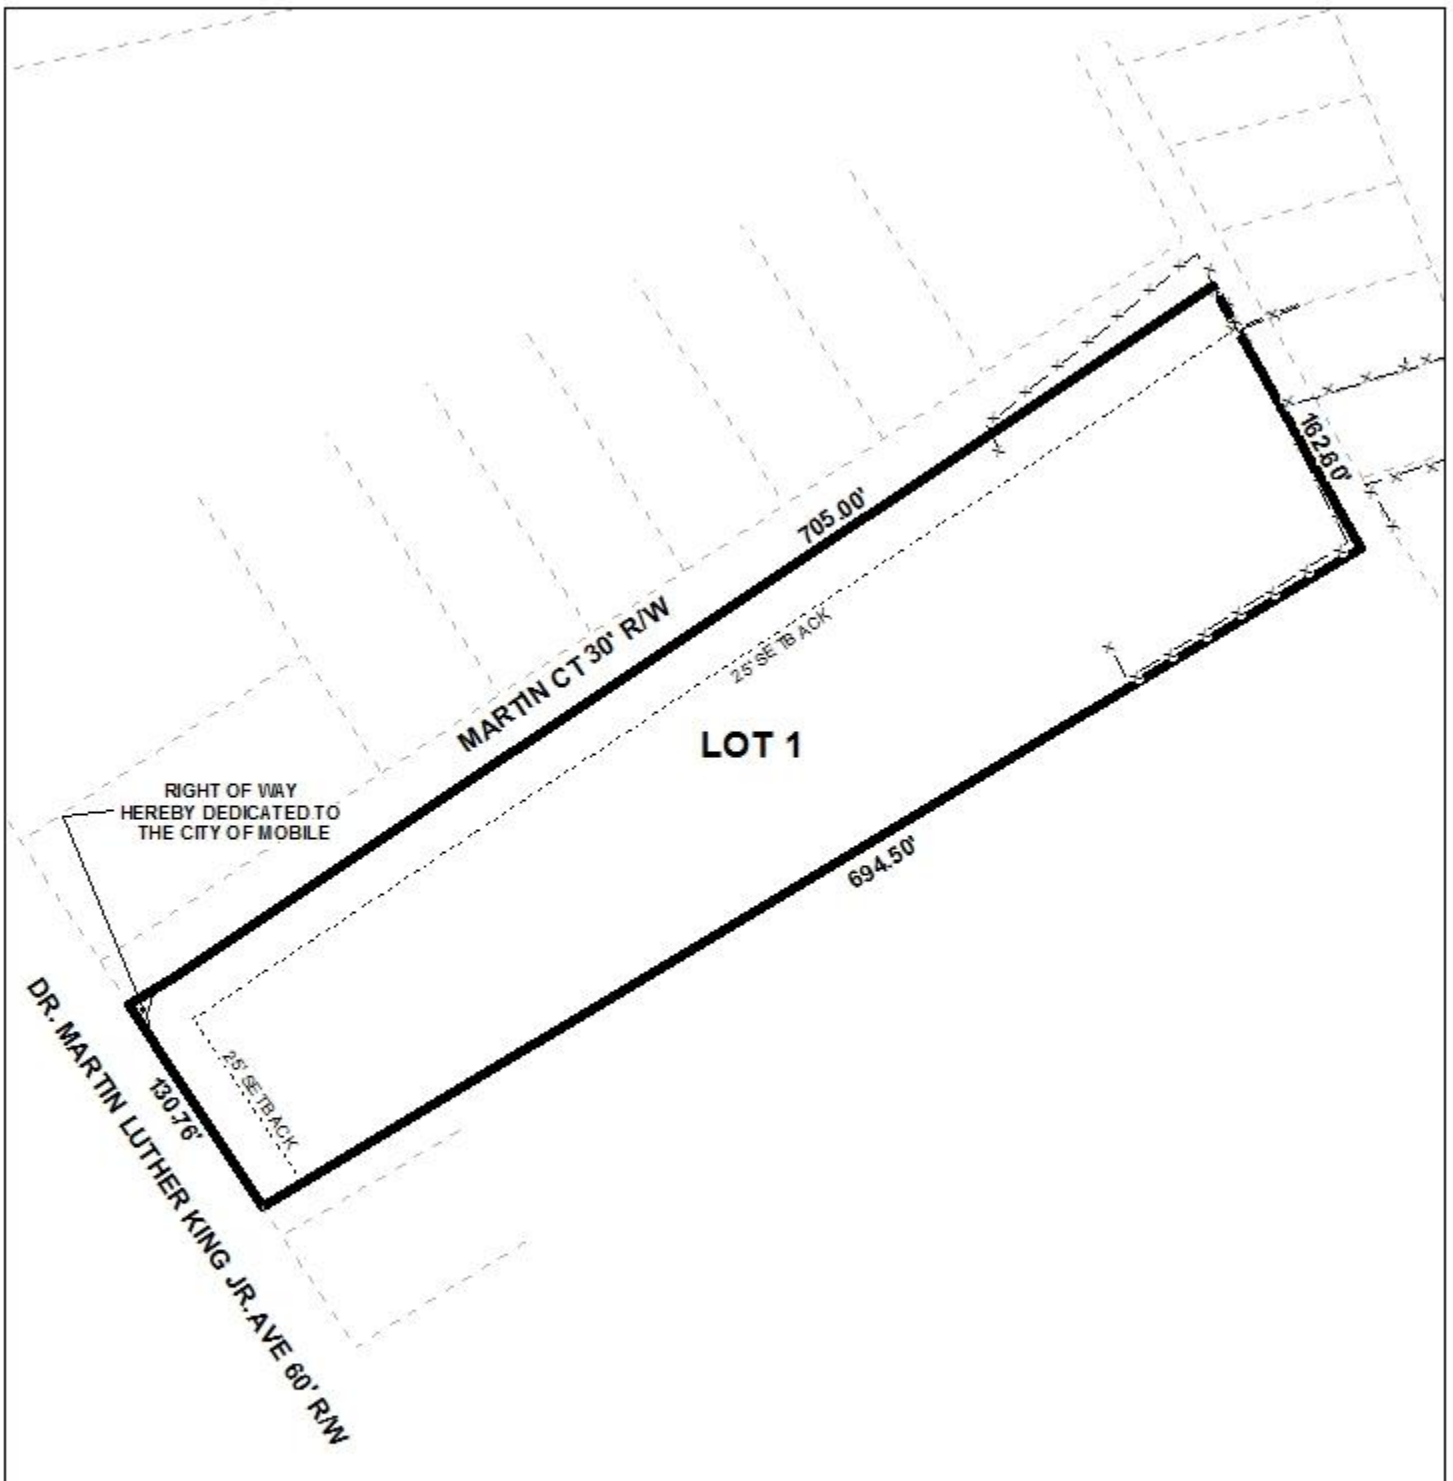 162.60'
705.00'
MARTIN CT 30' R/W
25' SETBACK
LOT 1
RIGHT OF WAY
HEREBY DEDICATED TO
THE CITY OF MOBILE
694.50'
DR. MARTIN LUTHER KING JR. AVE 60' R/W
130.76'
25' SETBACK